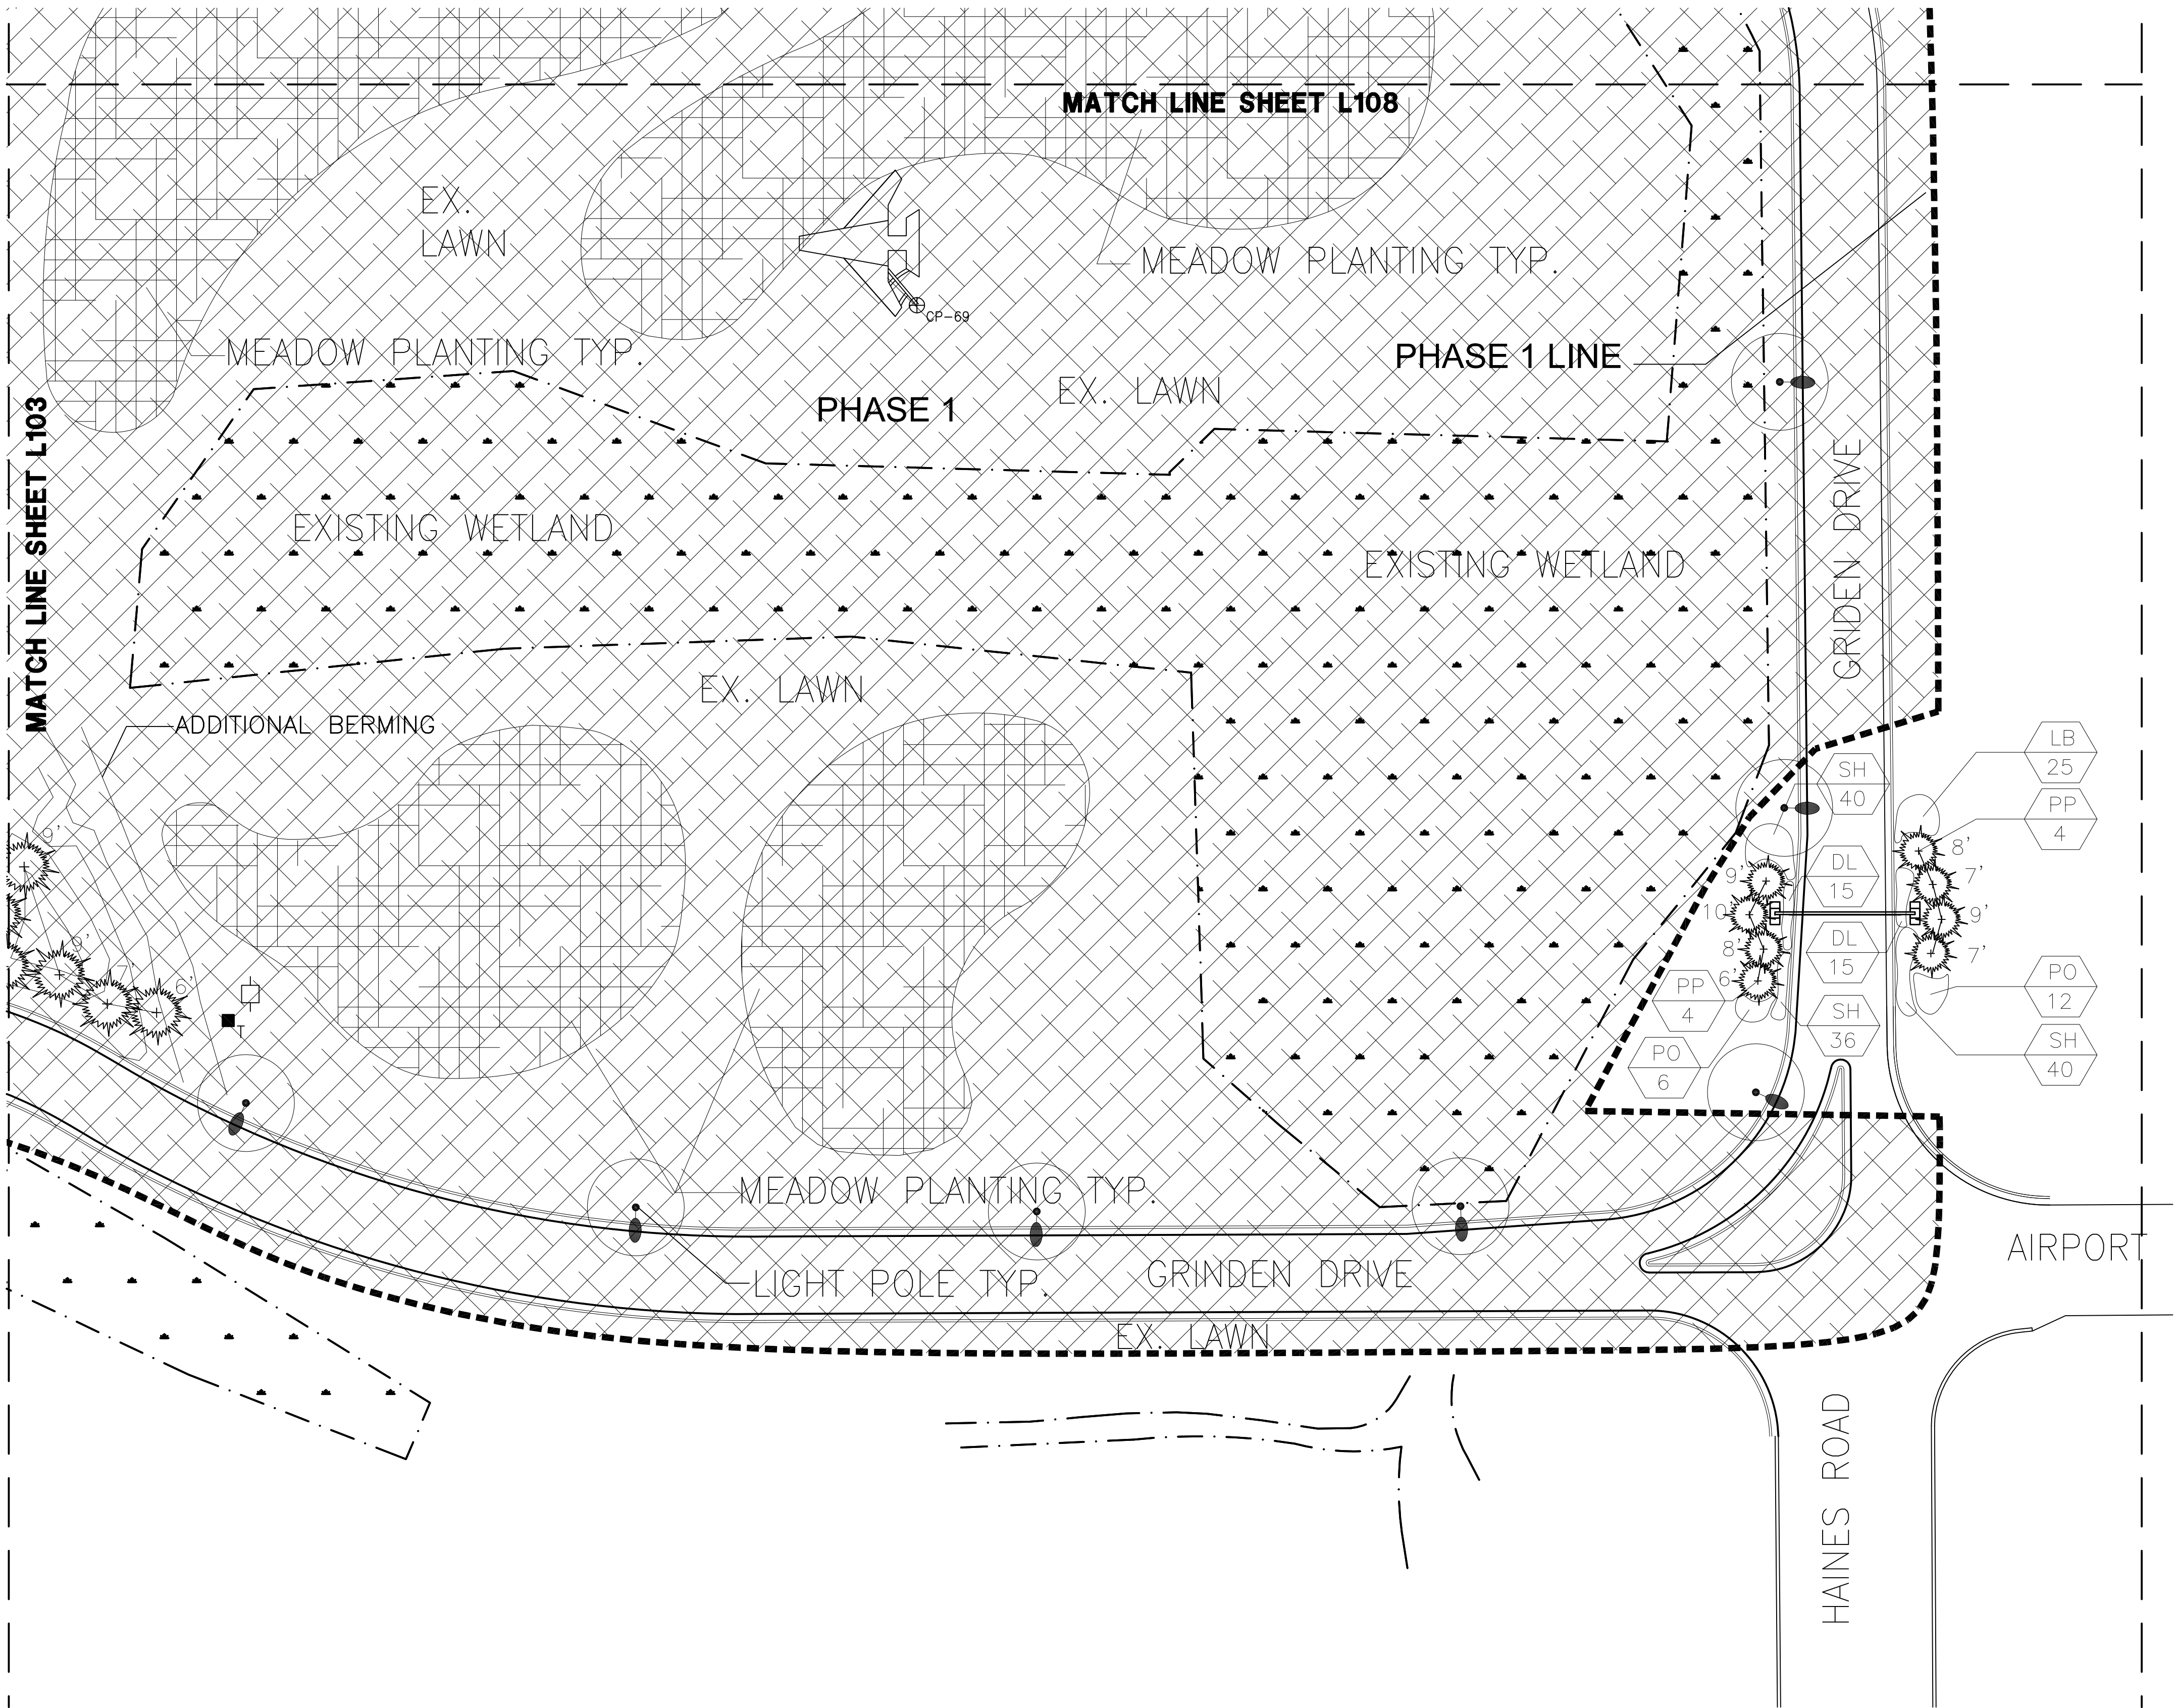 MATCH LINE SHEET L108
EX.
LAWN
MEADOW PLANTING TYP.
CP-69
MEADOW PLANTING TYP.
PHASE 1 LINE
EX. LAWN
PHASE 1
MATCH LINE SHEET L103
EXISTING WETLAND
EXISTING WETLAND
GRIDEN DRIVE
EX. LAWN
ADDITIONAL BERMING
LB
25
SH
40
PP
4
9'
8'
9'
DL
15
7'
10'
9'
8'
DL
15
7'
9'
7'
6'
6'
PP
4
PO
12
T
SH
36
PO
6
SH
40
MEADOW PLANTING TYP.
LIGHT POLE TYP.
GRINDEN DRIVE
AIRPORT
EX. LAWN
HAINES ROAD